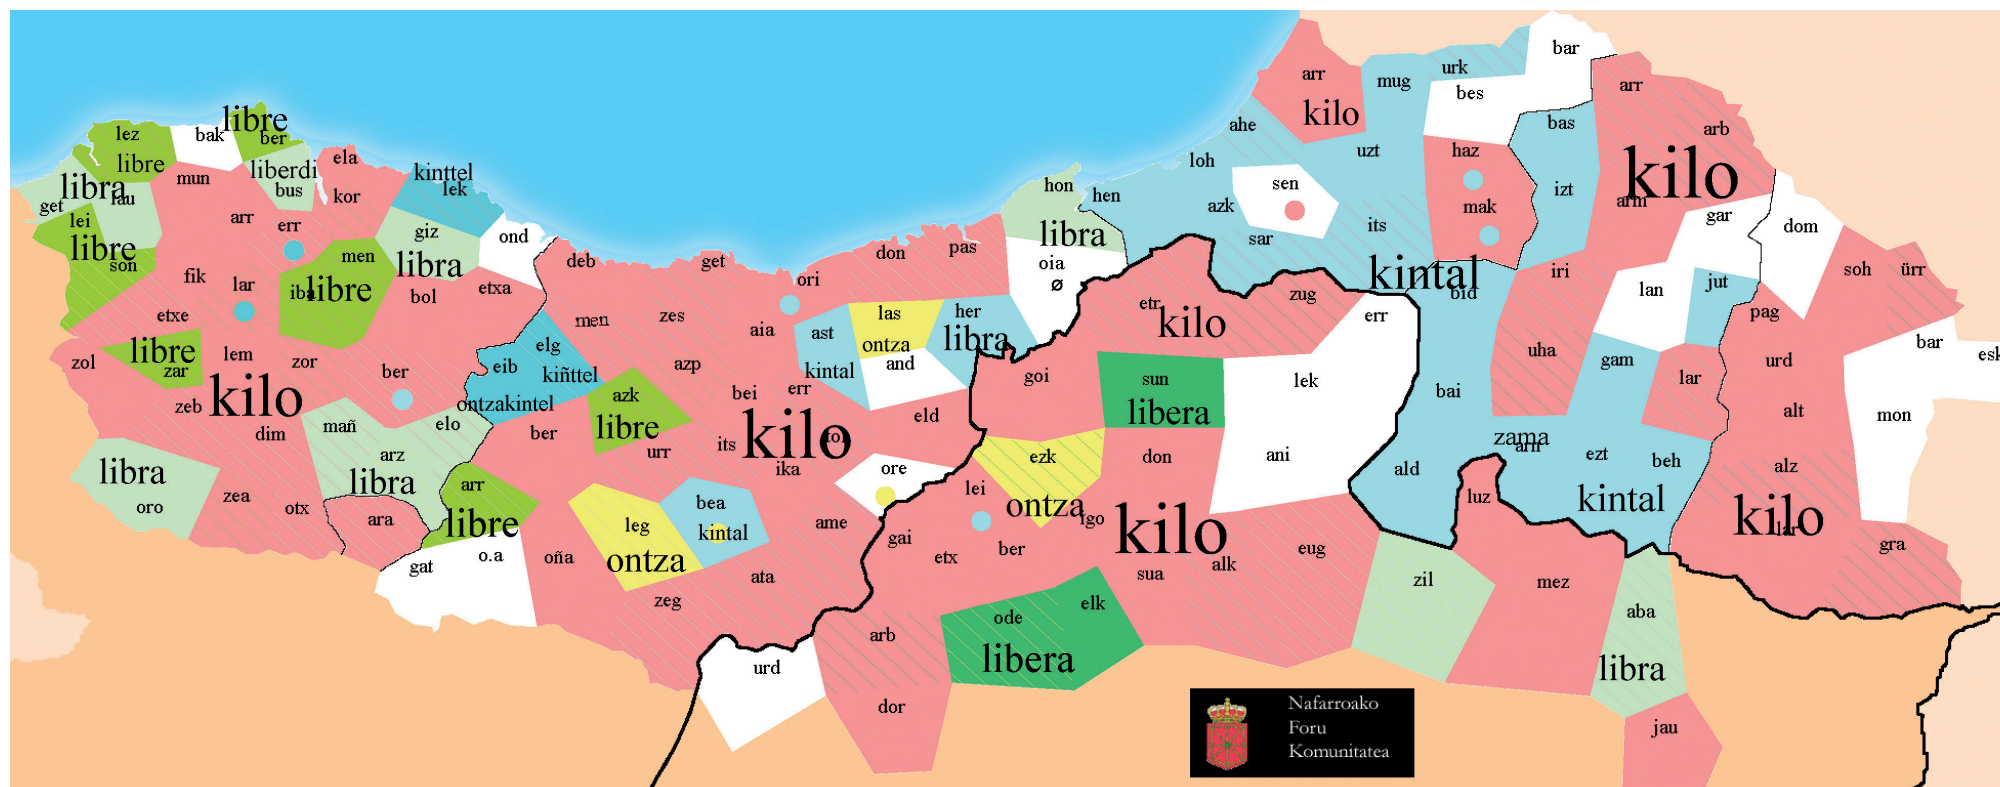 bar
arr
kilo
mug
urk
bes
arr
lez
libre
bak
libre
ber
ahe
bas
arb
libre
mun
liberdi
bus
ela
kinttel
lek
kor
hon
hen
loh
uzt
haz
kilo
libra
lau
get
sen
izt
mak
arm
lei
libre
son
arr
err
giz
libra
ond
azk
sar
its
gar
dom
libra
oia
ø
don
pas
men
libre
iba
fik
lar
bol
etxa
deb
get
ori
kintal
bid
iri
lan
jut
soh
ürr
etxe
men
zes
aia
las
ontza
her
libra
ast
kintal
and
etr
kilo
zug
err
pag
zol
libre
zar
lem
zor
ber
eib
elg
kiñttel
ontzakintel
azp
bei
err
goi
sun
libera
lek
uha
gam
lar
urd
bar
esk
zeb
kilo
dim
mañ
elo
azk
libre
ber
its
kilo
eld
bai
alt
mon
libra
oro
arz
libra
urr
ika
ore
ezk
ontza
don
ani
ald
zama
arr
ezt
beh
kintal
alz
zea
otx
ara
arr
libre
leg
ontza
bea
kintal
ame
lei
gai
igo
kilo
luz
kilo
lar
gat
o.a
oña
ata
zeg
etx
ber
sua
alk
eug
zil
mez
gra
aba
libra
arb
ode
elk
libera
urd
dor
jau
Nafarroako
Foru
Komunitatea